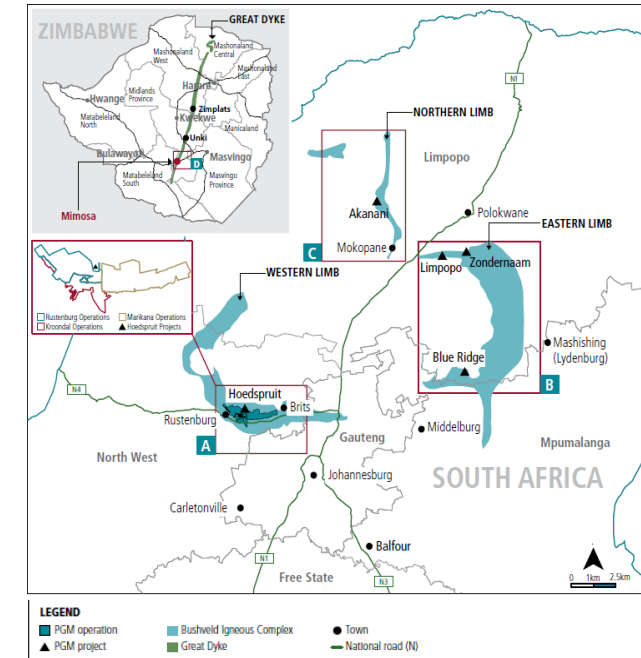 ZIMBABWE
GREAT DYKE
Mashonaland
West
Mashonaland
Central
Mashonaland
East
Harare
Hwange
Midlands
Province
Zimplats
Kwekwe
Matabeleland
North
Manicaland
Unki
Bulawayo
D
Masvingo
Matabeleland
South
Masvingo
Province
Mimosa
N1
NORTHERN LIMB
Limpopo
Akanani
Polokwane
EASTERN LIMB
C
Mokopane
Limpopo
Zondernaam
WESTERN LIMB
Rustenburg Operations
Marikana Operations
Kroondal Operations
Hoedspruit Projects
Mashishing
(Lydenburg)
Blue Ridge
B
N4
Hoedspruit
Brits
Rustenburg
A
Gauteng
Middelburg
Mpumalanga
North West
SOUTH AFRICA
Johannesburg
Carletonville
Balfour
N1
N3
Free State
0 1km 2.5km
LEGEND
PGM operation
Bushveld Igneous Complex
Town
PGM project
Great Dyke
National road (N)